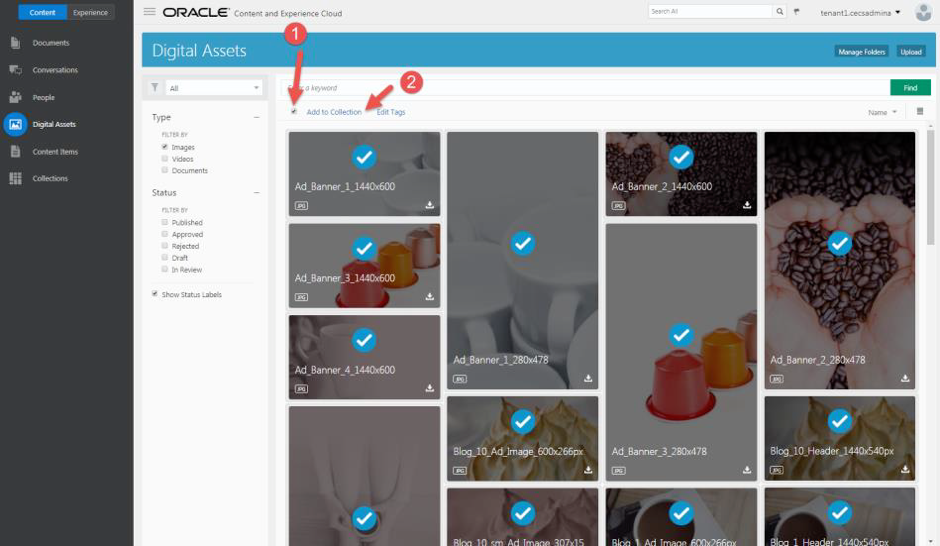 Content Experience
ORACLE® Content and Experience Cloud
Search All
tenant1.cecsadmina
Documents
Conversations
People
Digital Assets
Content Items
Collections
Digital Assets
Manage Folders Upload
1
2
All
a keyword
Find
Add to Collection Edit Tags
Name
Type
FILTER BY
Images
Videos
Documents
Status
FILTER BY
Published
Approved
Rejected
Draft
In Review
Show Status Labels
Ad_Banner_1_1440x600
JPG
Ad_Banner_2_1440x600
JPG
Ad_Banner_3_1440x600
JPG
Ad_Banner_1_280x478
JPG
Ad_Banner_2_280x478
JPG
Ad_Banner_4_1440x600
JPG
Blog_10_Ad_Image_600x266px
JPG
Ad_Banner_3_280x478
JPG
Blog_10_Header_1440x540px
JPG
Blog_10_sm_Ad_Image_307x15
Blog_1_Ad_Image_600x266px
Blog_1_Header_1440x540px